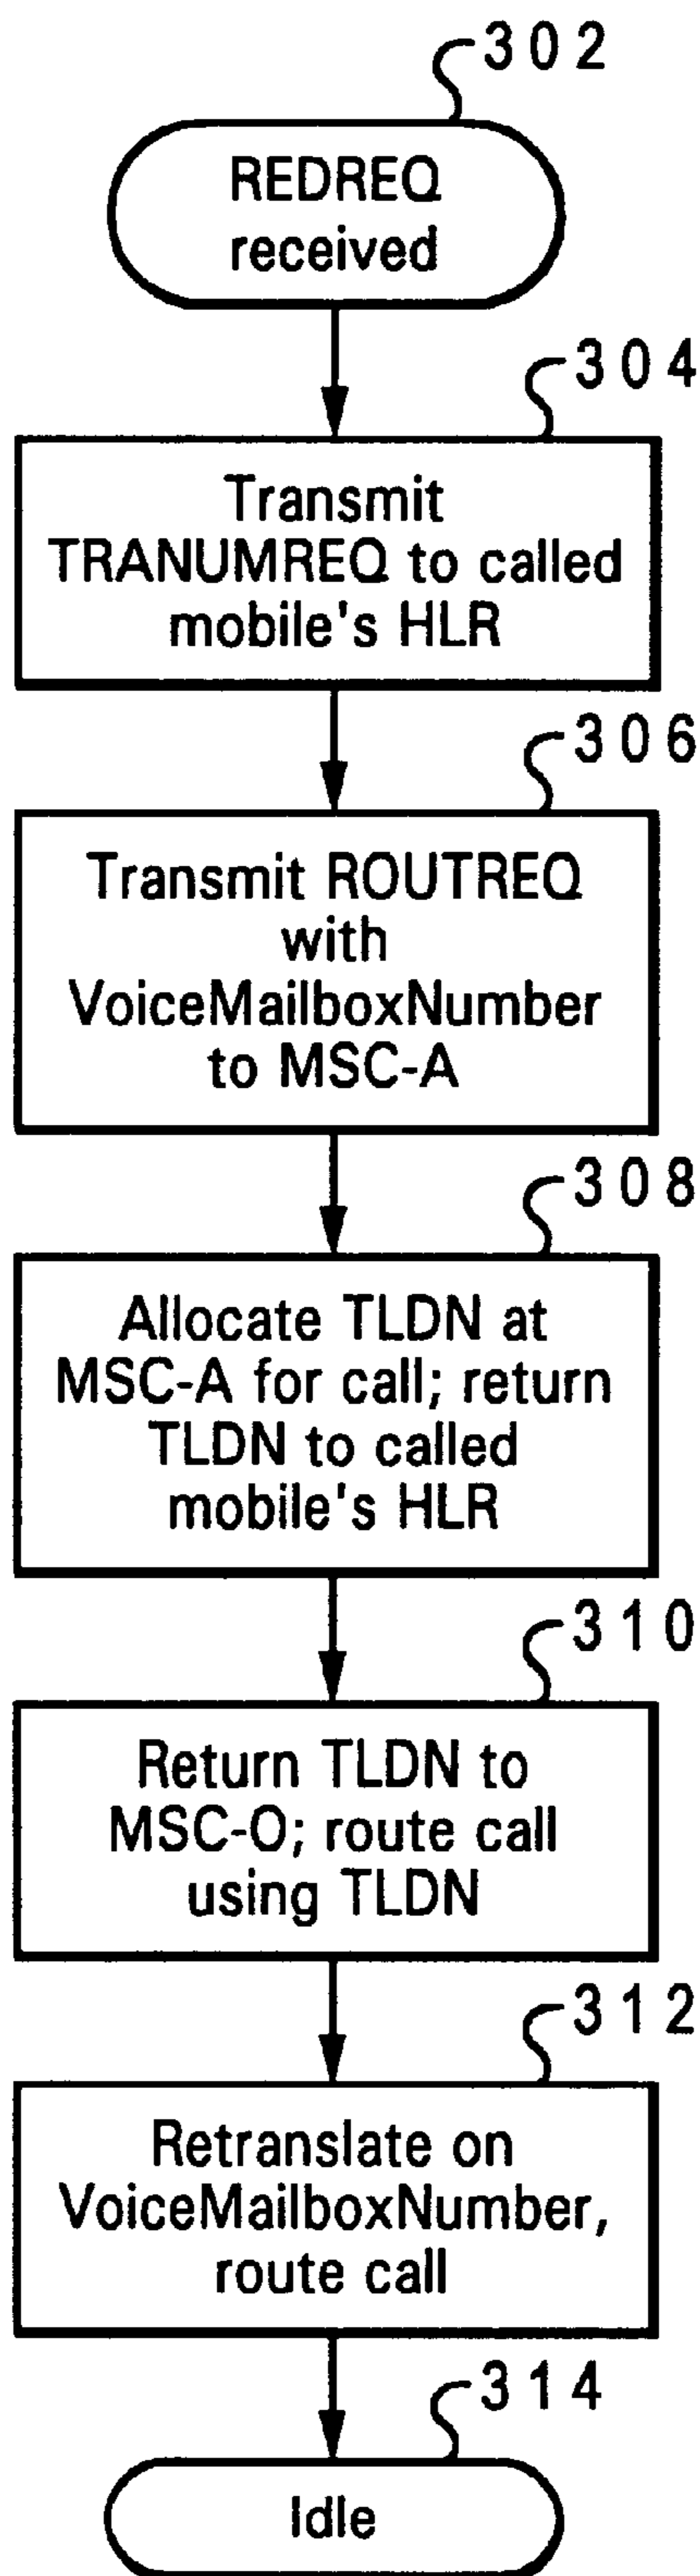 302
REDREQ
received
304
Transmit
TRANUMREQ to called
mobile's HLR
306
Transmit ROUTREQ
with
VoiceMailboxNumber
to MSC-A
308
Allocate TLDN at
MSC-A for call; return
TLDN to called
mobile's HLR
310
Return TLDN to
MSC-O; route call
using TLDN
312
Retranslate on
VoiceMailboxNumber,
route call
314
Idle